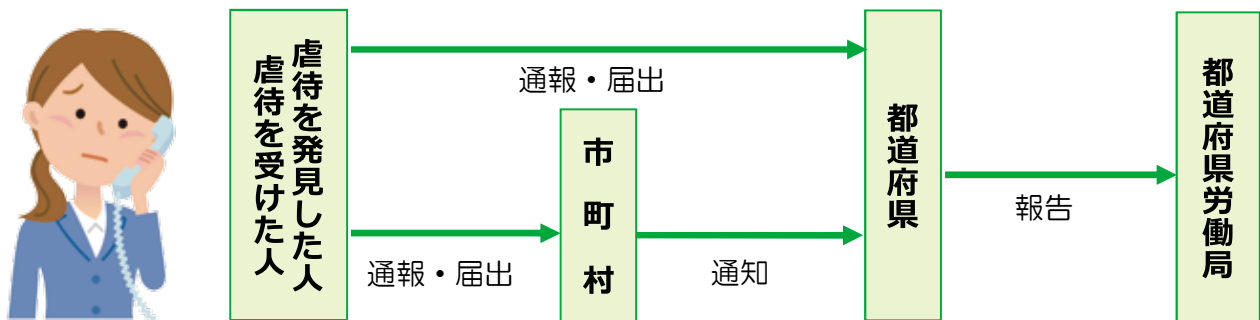 虐待を発見した人
虐待を受けた人
通報・届出
通報・届出
市町村
通知
都道府県
報告
都道府県労働局